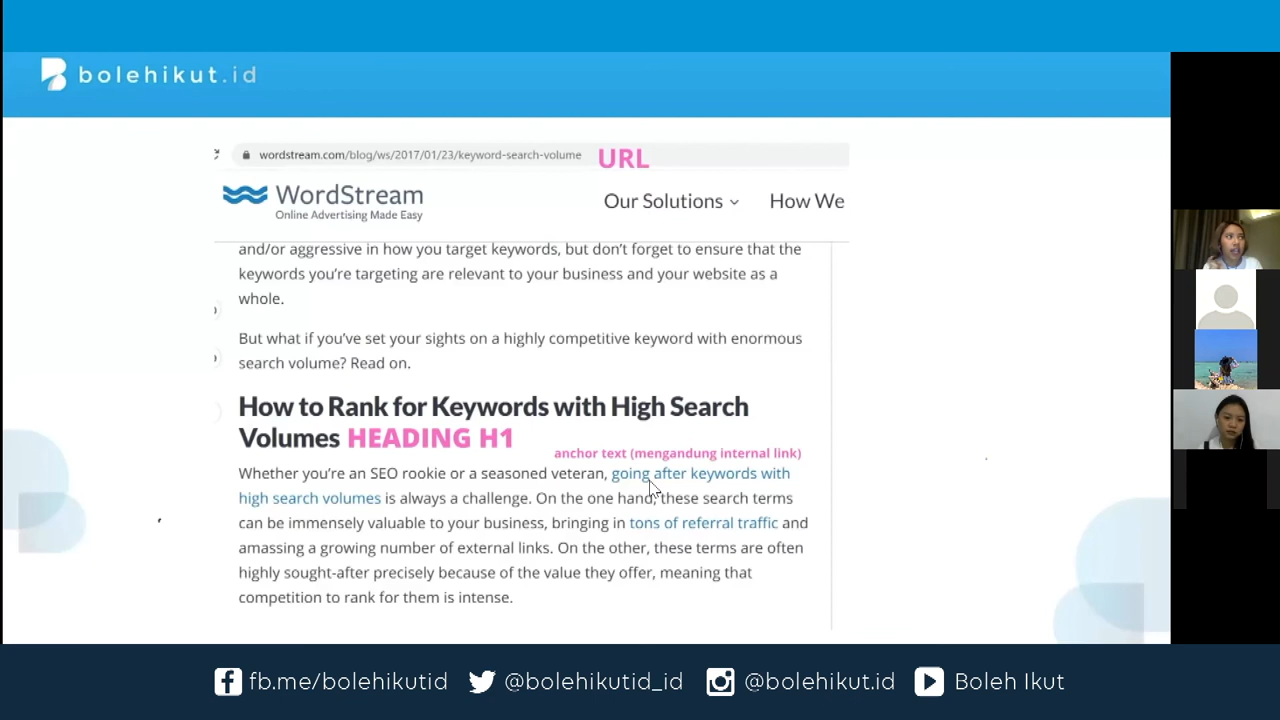 bolehikut.id
wordstream.com/blog/ws/2017/01/23/keyword-search-volume URL
WordStream
Online Advertising Made Easy
Our Solutions How We
and/or aggressive in how you target keywords, but don't forget to ensure that the
keywords you're targeting are relevant to your business and your website as a
whole.
But what if you've set your sights on a highly competitive keyword with enormous
search volume? Read on.
How to Rank for Keywords with High Search
Volumes HEADING H1
anchor text (mengandung internal link)
Whether you're an SEO rookie or a seasoned veteran, going after keywords with
high search volumes is always a challenge. On the one hand, these search terms
can be immensely valuable to your business, bringing in tons of referral traffic and
amassing a growing number of external links. On the other, these terms are often
highly sought-after precisely because of the value they offer, meaning that
competition to rank for them is intense.
fb.me/bolehikutid @bolehikutid_id @bolehikut.id Boleh Ikut